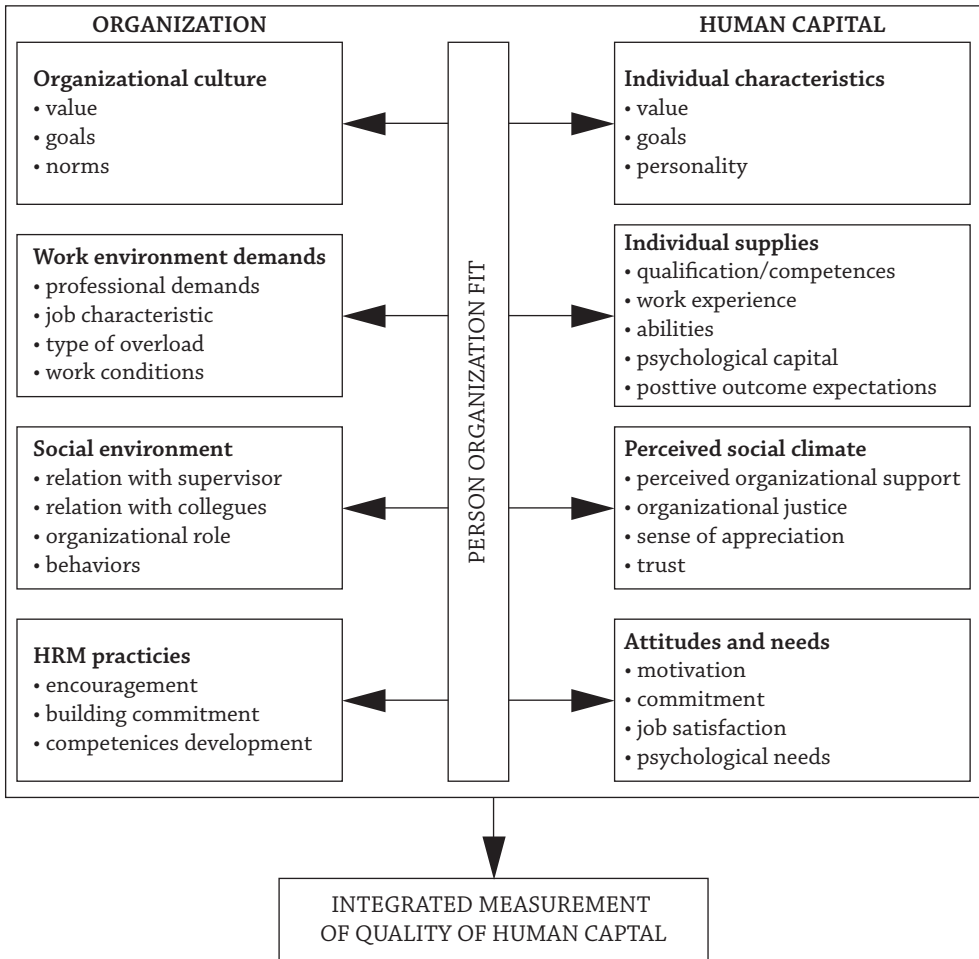 ORGANIZATION
Organizational culture
• value
• goals
• norms
Work environment demands
• professional demands
• job characteristic
• type of overload
• work conditions
Social environment
• relation with supervisor
• relation with collegues
• organizational role
• behaviors
HRM practicies
• encouragement
• building commitment
• competenices development
PERSON ORGANIZATION FIT
HUMAN CAPITAL
Individual characteristics
• value
• goals
• personality
Individual supplies
• qualification/competences
• work experience
• abilities
• psychological capital
• posttive outcome expectations
Perceived social climate
• perceived organizational support
• organizational justice
• sense of appreciation
• trust
Attitudes and needs
• motivation
• commitment
• job satisfaction
• psychological needs
INTEGRATED MEASUREMENT
OF QUALITY OF HUMAN CAPTAL